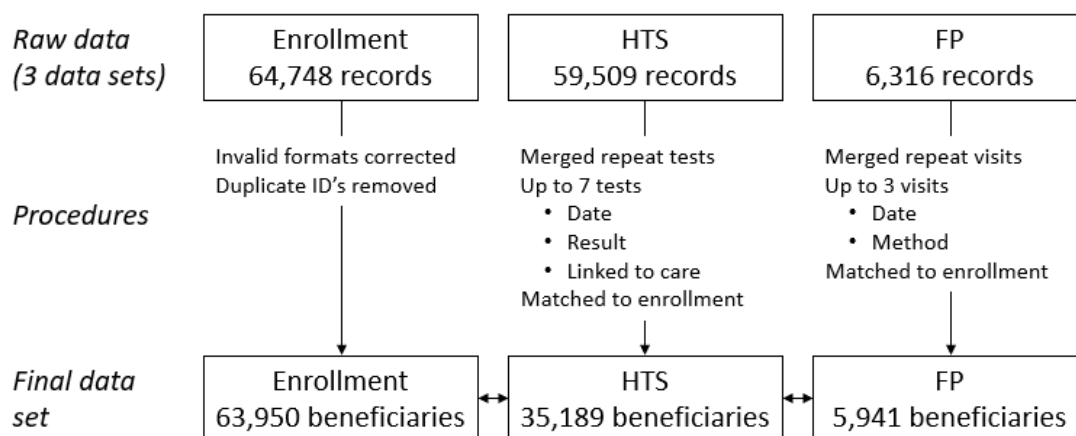 Raw data
(3 data sets)
Enrollment
64,748 records
HTS
59,509 records
FP
6,316 records
Procedures
Invalid formats corrected
Duplicate ID's removed
Merged repeat tests
Up to 7 tests
• Date
• Result
• Linked to care
Matched to enrollment
Merged repeat visits
Up to 3 visits
• Date
• Method
Matched to enrollment
Final data
set
Enrollment
63,950 beneficiaries
HTS
35,189 beneficiaries
FP
5,941 beneficiaries